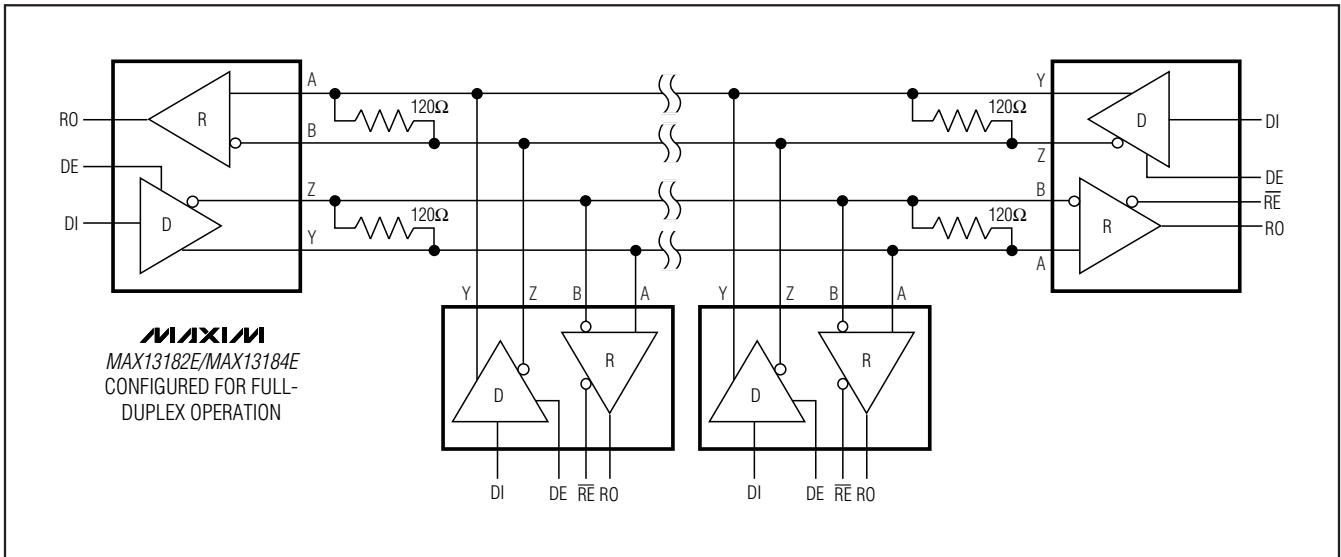 A
Y
120Ω
120Ω
RO
R
D
DI
B
Z
DE
DE
Z
B
RE
120Ω
120Ω
DI
D
R
RO
Y
A
Y
Z
B
A
Y
Z
B
A
MAXIM
MAX13182E/MAX13184E
CONFIGURED FOR FULL-
DUPLEX OPERATION
R
R
D
D
DI
DE
RE
RO
DI
DE
RE
RO